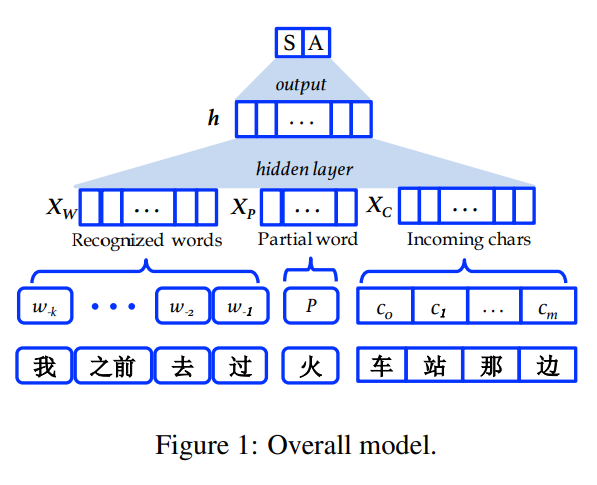 S A
output
h ...
hidden layer
X_W ... X_P ... X_C ...
Recognized words Partial word Incoming chars
w_-k ... w_-2 w_-1 P c_0 c_1 ... c_m
我 之前 去 过 火 车 站 那 边
Figure 1: Overall model.